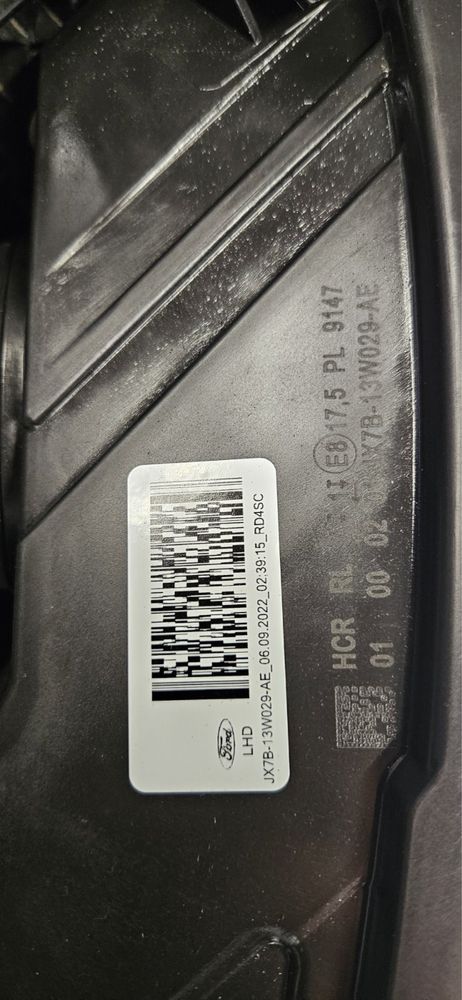 Ford
LHD
JX7B-13W029-AE_06.09.2022_02:39:15_RD4SC
HCR RL E8 17,5 PL 9147
01 00 02 JX7B-13W029-AE